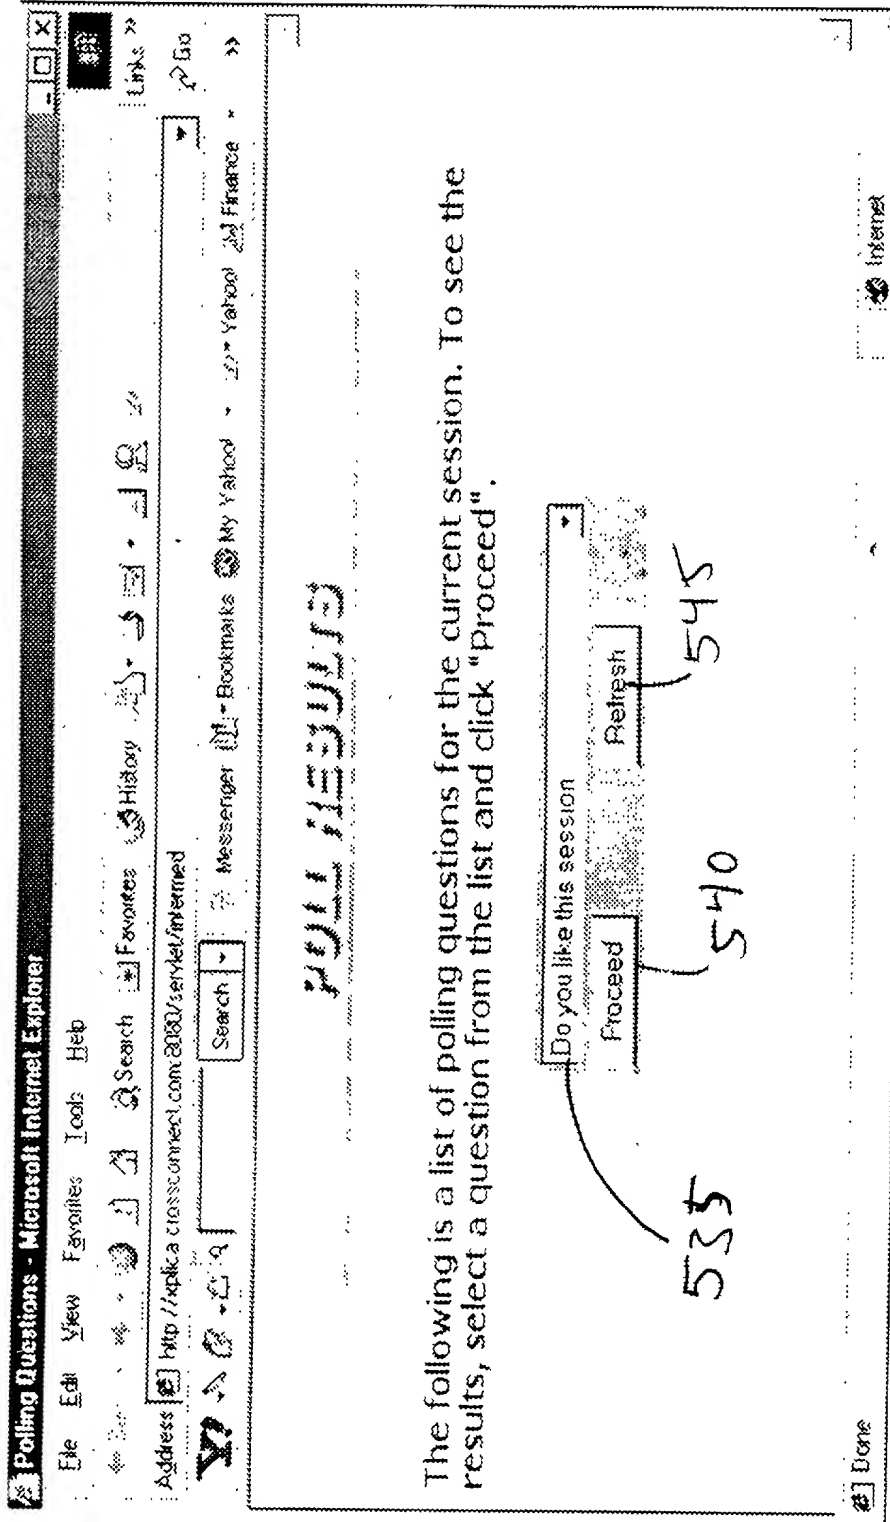 Polling Questions - Microsoft Internet Explorer
File Edit View Favorites Tools Help
Search Favorites History
Links »
Address http://xplica.crossconnect.com:8080/servlet/intermed
Go
Y! Search Messenger Bookmarks My Yahoo! Yahoo! Finance »
POLL RESULTS
The following is a list of polling questions for the current session. To see the
results, select a question from the list and click "Proceed".
Do you like this session
Proceed Refresh
535 540 545
Done Internet